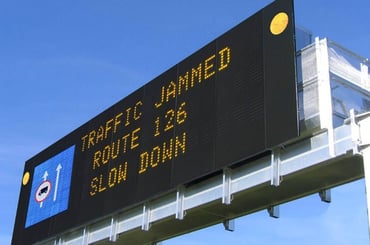 TRAFFIC JAMMED
ROUTE 126
SLOW DOWN